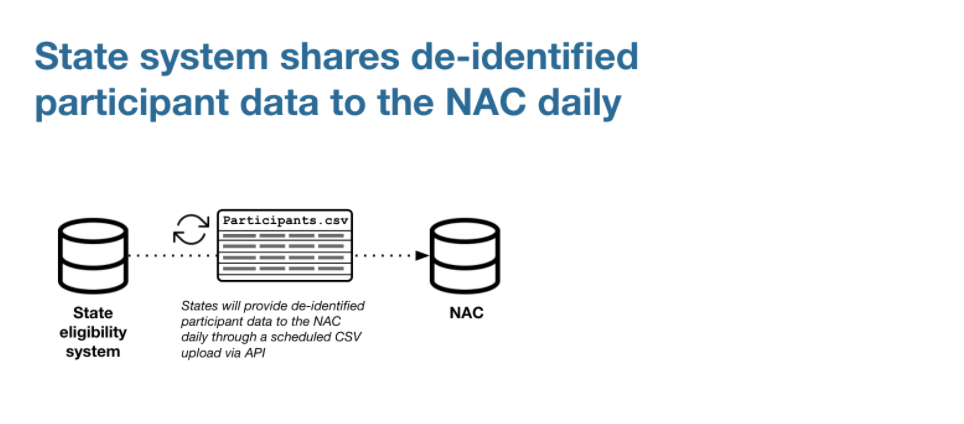 State system shares de-identified
participant data to the NAC daily
Participants.csv
State
eligibility
system
States will provide de-identified
participant data to the NAC
daily through a scheduled CSV
upload via API
NAC